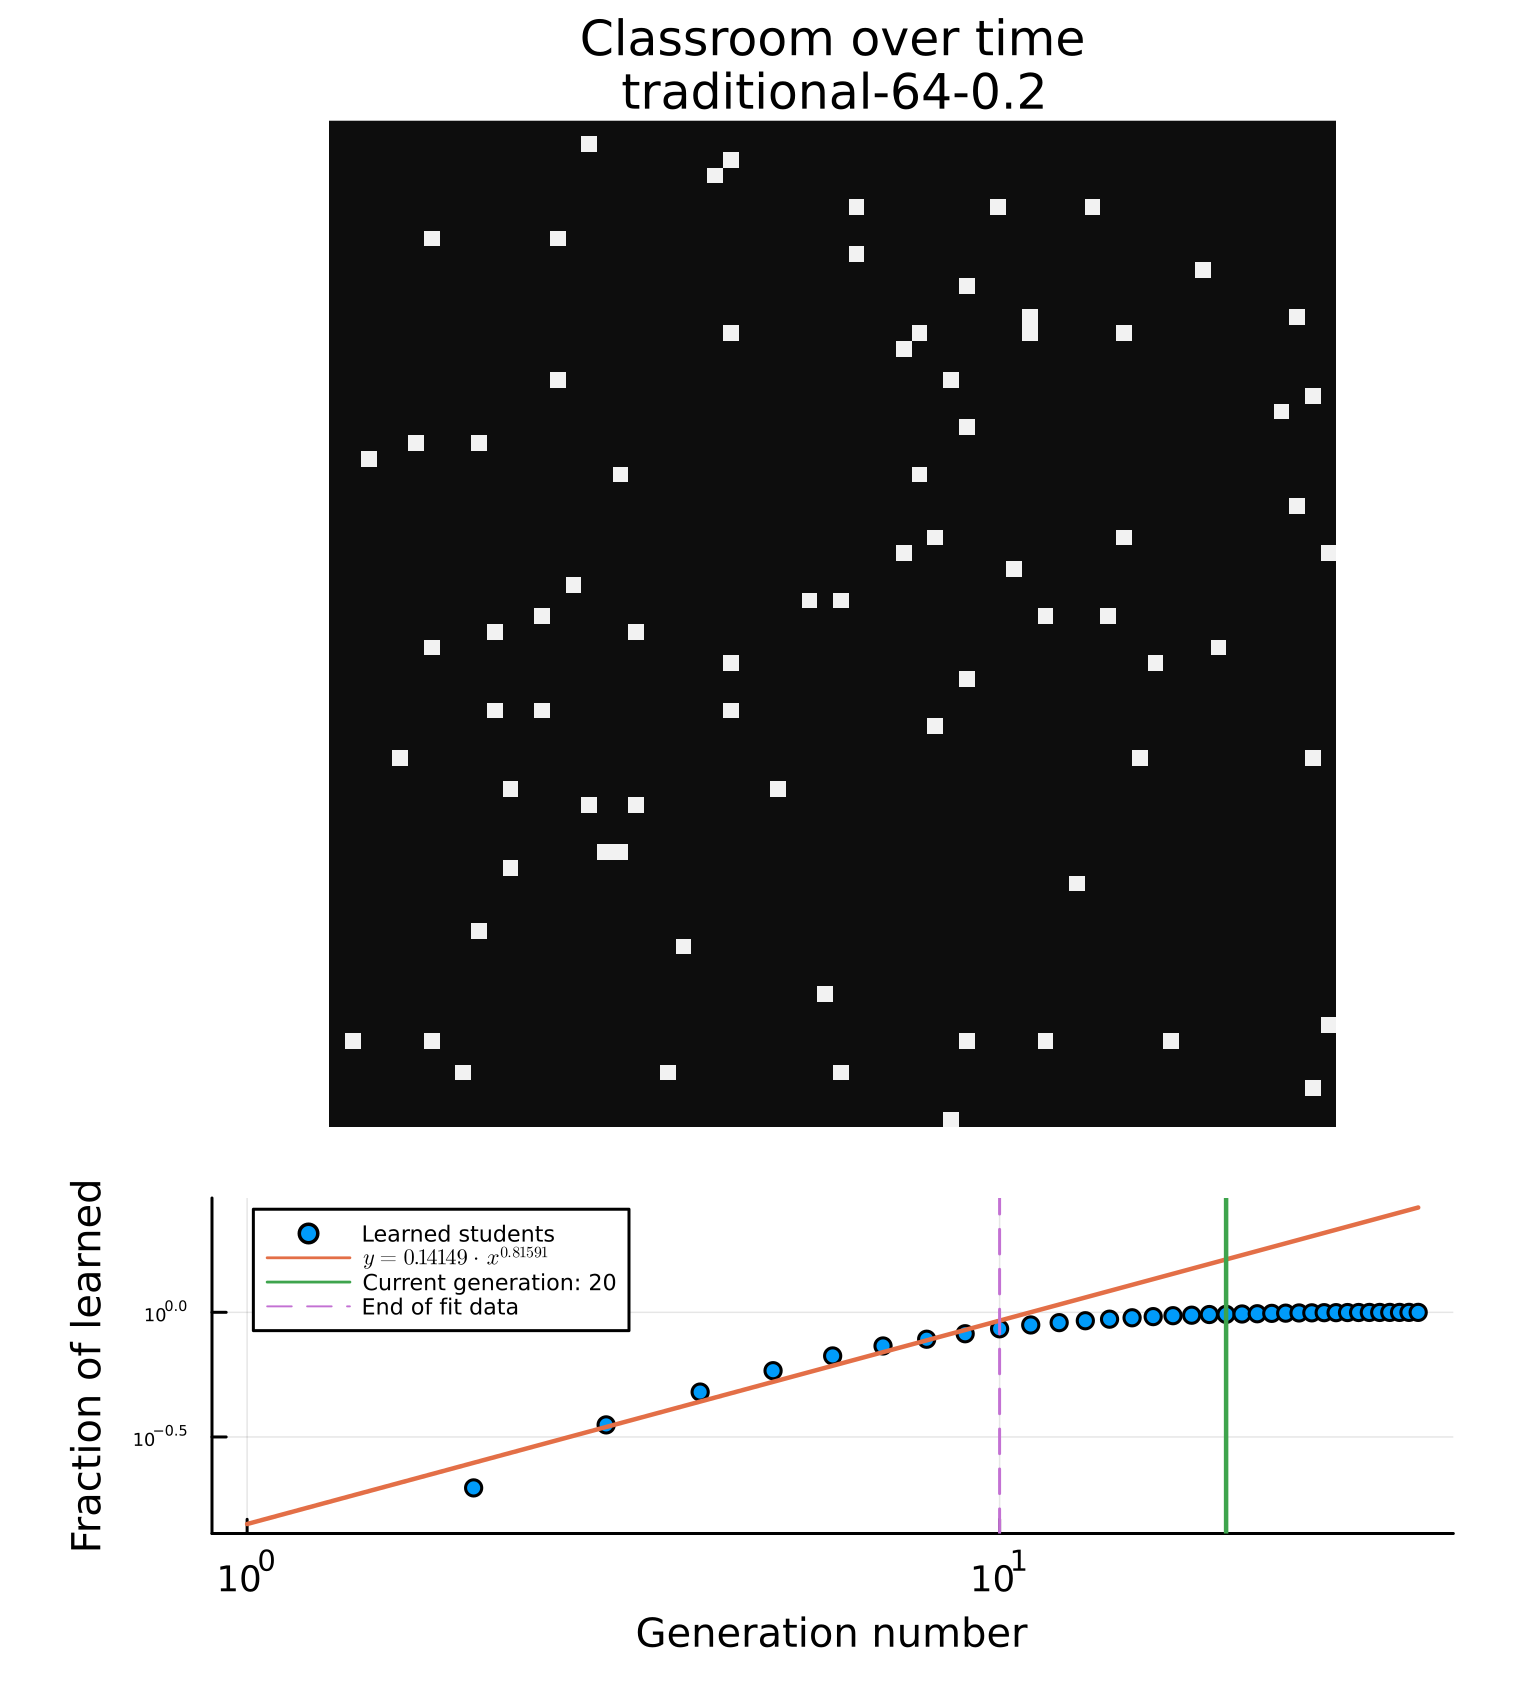 Classroom over time
traditional-64-0.2
Fraction of learned
Learned students
y = 0.14149 · x^0.81591
Current generation: 20
End of fit data
10^0.0
10^−0.5
10^0
10^1
Generation number